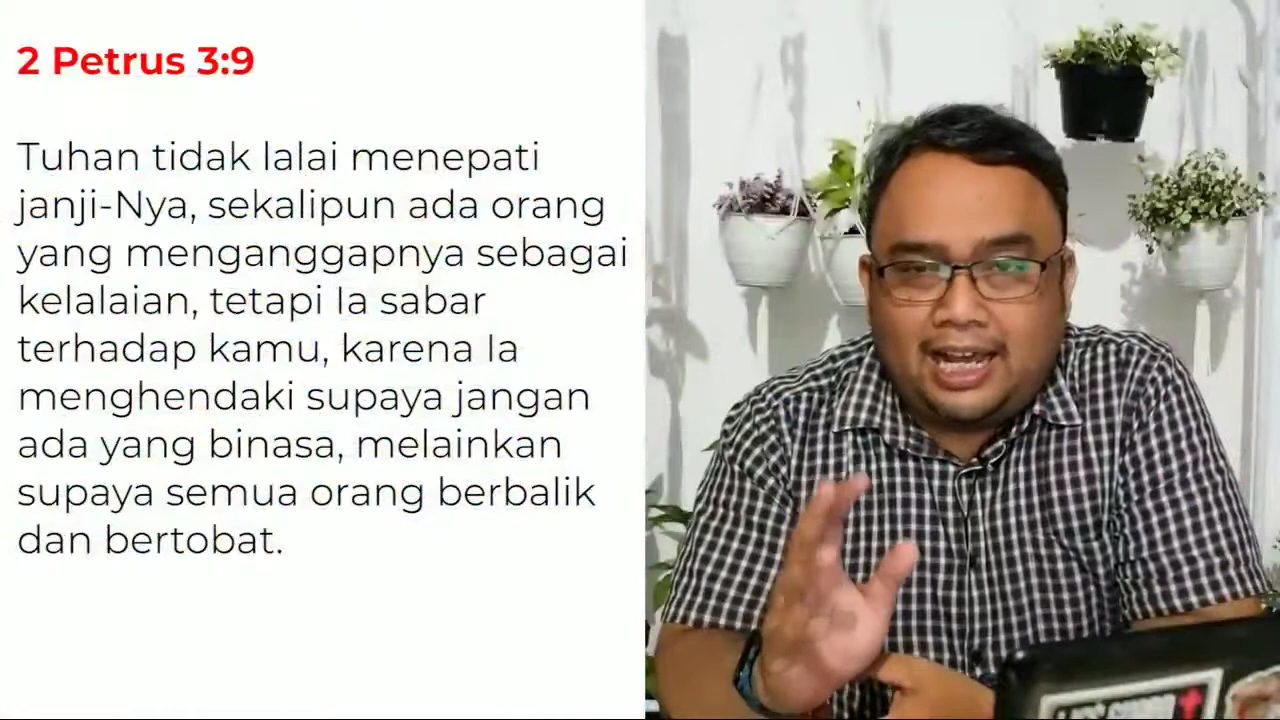 2 Petrus 3:9
Tuhan tidak lalai menepati
janji-Nya, sekalipun ada orang
yang menganggapnya sebagai
kelalaian, tetapi Ia sabar
terhadap kamu, karena Ia
menghendaki supaya jangan
ada yang binasa, melainkan
supaya semua orang berbalik
dan bertobat.